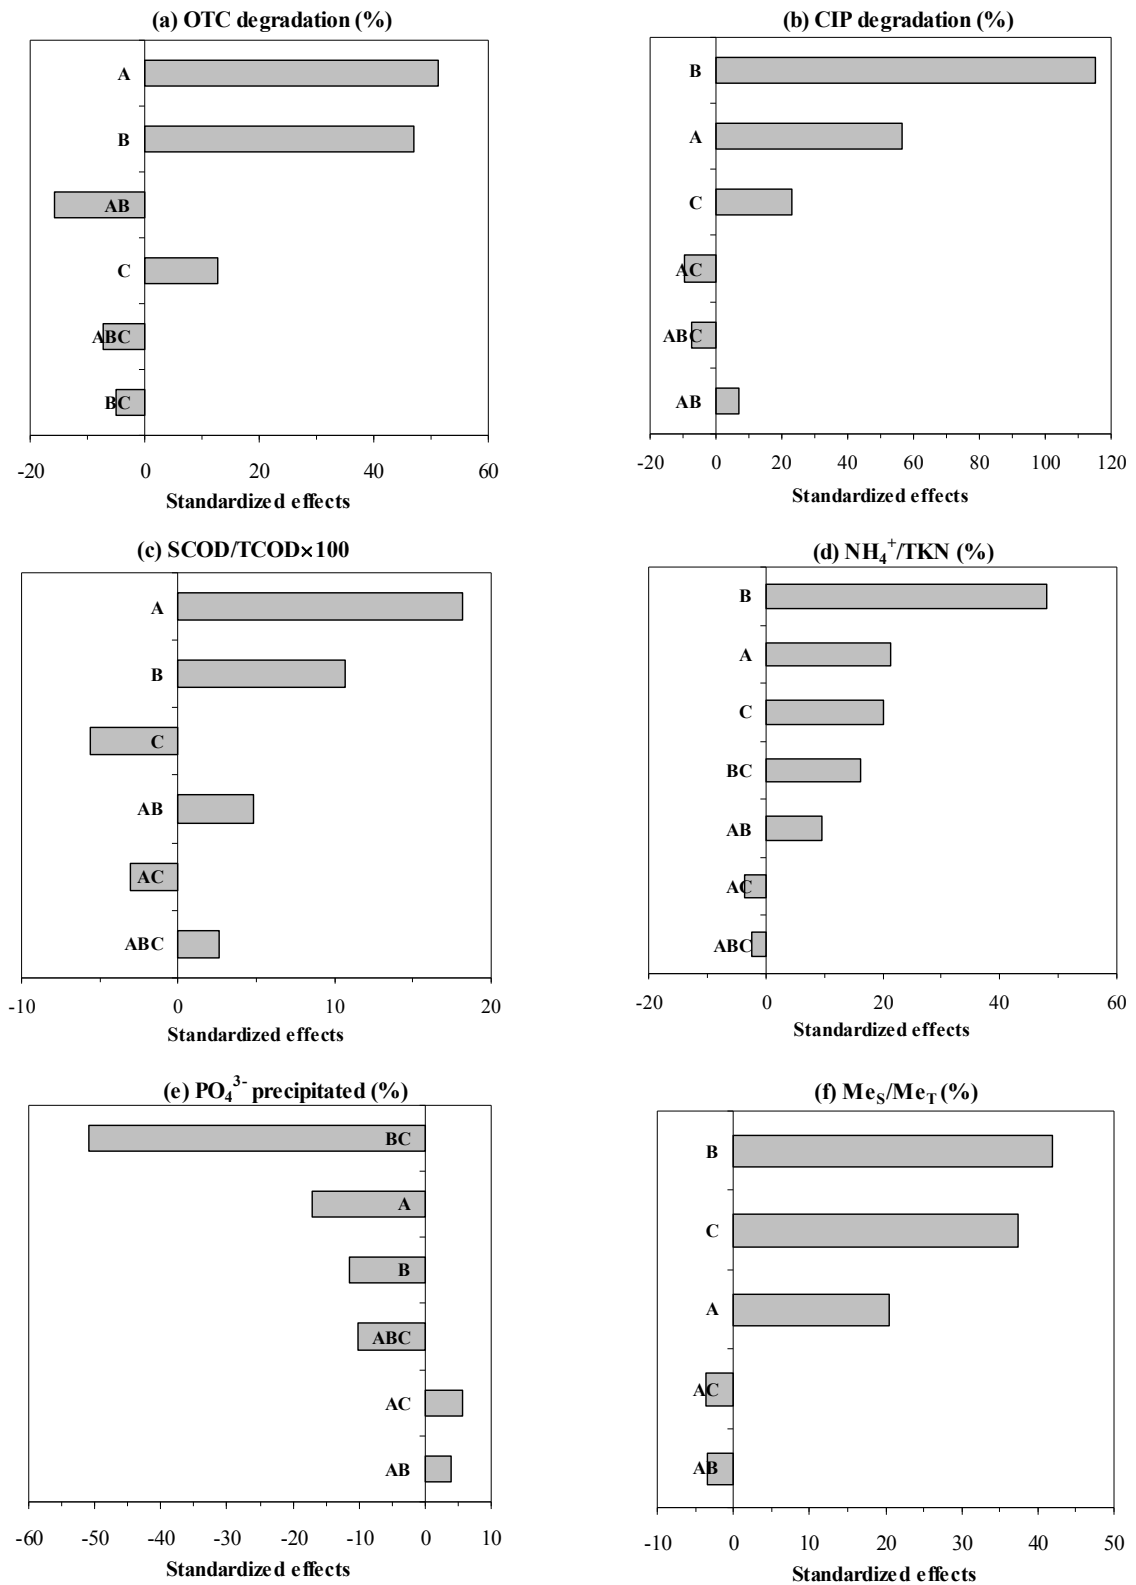 (a) OTC degradation (%)
A
B
AB
C
ABC
BC
-20 0 20 40 60
Standardized effects
(b) CIP degradation (%)
B
A
C
AC
ABC
AB
-20 0 20 40 60 80 100 120
Standardized effects
(c) SCOD/TCOD×100
A
B
C
AB
AC
ABC
-10 0 10 20
Standardized effects
(d) NH₄⁺/TKN (%)
B
A
C
BC
AB
AC
ABC
-20 0 20 40 60
Standardized effects
(e) PO₄³⁻ precipitated (%)
BC
A
B
ABC
AC
AB
-60 -50 -40 -30 -20 -10 0 10
Standardized effects
(f) Meₛ/Me_T (%)
B
C
A
AC
AB
-10 0 10 20 30 40 50
Standardized effects